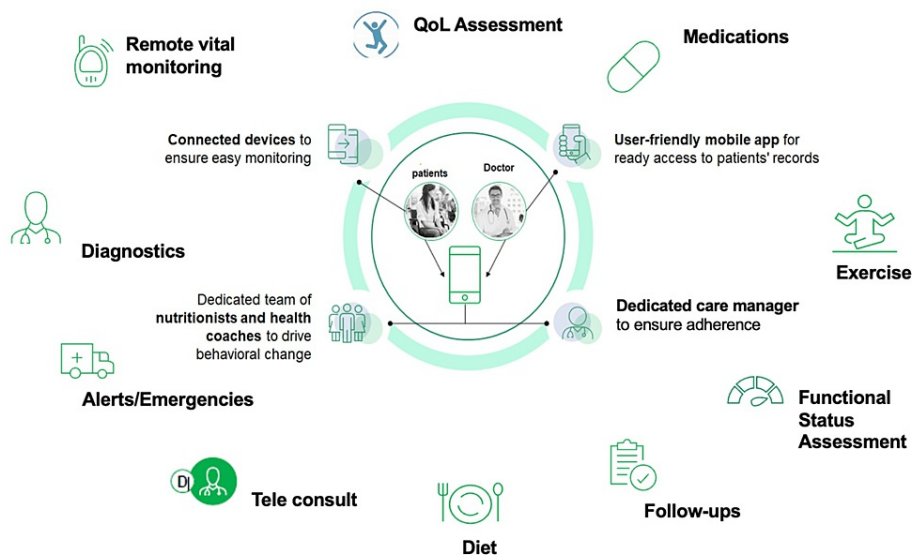 QoL Assessment
Remote vital
monitoring
Medications
Connected devices to
ensure easy monitoring
User-friendly mobile app for
ready access to patients' records
patients
Doctor
Diagnostics
Exercise
Dedicated team of
nutritionists and health
coaches to drive
behavioral change
Dedicated care manager
to ensure adherence
Alerts/Emergencies
Functional
Status
Assessment
Tele consult
Follow-ups
Diet